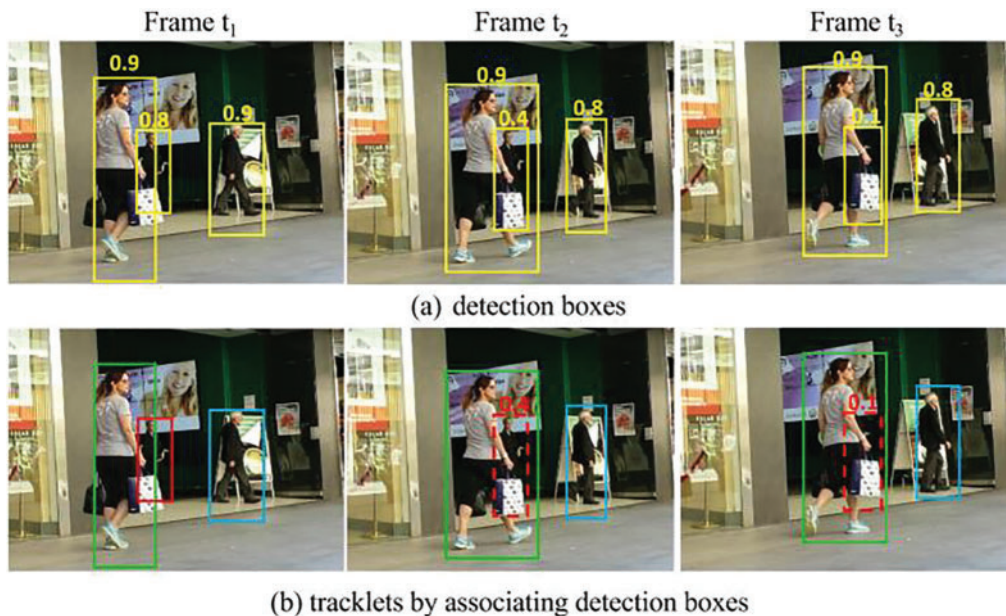 Frame t₁ Frame t₂ Frame t₃
0.9 0.8 0.9
0.9 0.4 0.8
0.9 0.1 0.8
(a) detection boxes
0.4
0.1
(b) tracklets by associating detection boxes